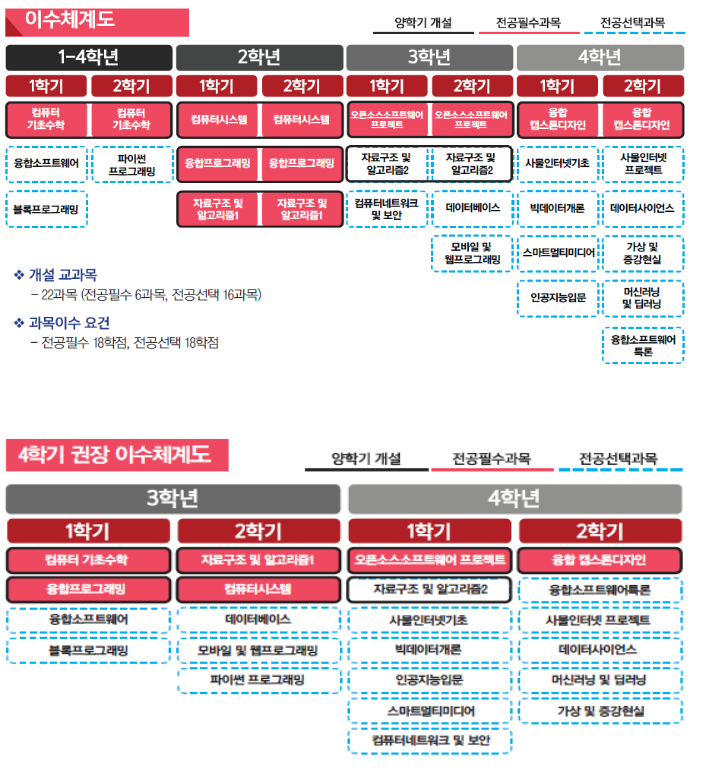 이수체계도
양학기 개설 전공필수과목 전공선택과목
1-4학년 2학년 3학년 4학년
1학기 2학기 1학기 2학기 1학기 2학기 1학기 2학기
컴퓨터 컴퓨터 컴퓨터시스템 컴퓨터시스템 오픈소스소프트웨어 오픈소스소프트웨어 융합 융합
기초수학 기초수학 프로젝트 프로젝트 캡스톤디자인 캡스톤디자인
융합소프트웨어 파이썬 융합프로그래밍 융합프로그래밍 자료구조 및 자료구조 및 사물인터넷기초 사물인터넷
프로그래밍 알고리즘2 알고리즘2 프로젝트
블록프로그래밍 자료구조 및 자료구조 및 컴퓨터네트워크 데이터베이스 빅데이터개론 데이터사이언스
알고리즘1 알고리즘1 및 보안
모바일 및 스마트멀티미디어 가상 및
웹프로그래밍 증강현실
❖ 개설 교과목
– 22과목 (전공필수 6과목, 전공선택 16과목)
인공지능입문 머신러닝
및 딥러닝
❖ 과목이수 요건
– 전공필수 18학점, 전공선택 18학점
융합소프트웨어
특론
4학기 권장 이수체계도
양학기 개설 전공필수과목 전공선택과목
3학년 4학년
1학기 2학기 1학기 2학기
컴퓨터 기초수학 자료구조 및 알고리즘1 오픈소스소프트웨어 프로젝트 융합 캡스톤디자인
융합프로그래밍 컴퓨터시스템 자료구조 및 알고리즘2 융합소프트웨어특론
융합소프트웨어 데이터베이스 사물인터넷기초 사물인터넷 프로젝트
블록프로그래밍 모바일 및 웹프로그래밍 빅데이터개론 데이터사이언스
파이썬 프로그래밍 인공지능입문 머신러닝 및 딥러닝
스마트멀티미디어 가상 및 증강현실
컴퓨터네트워크 및 보안